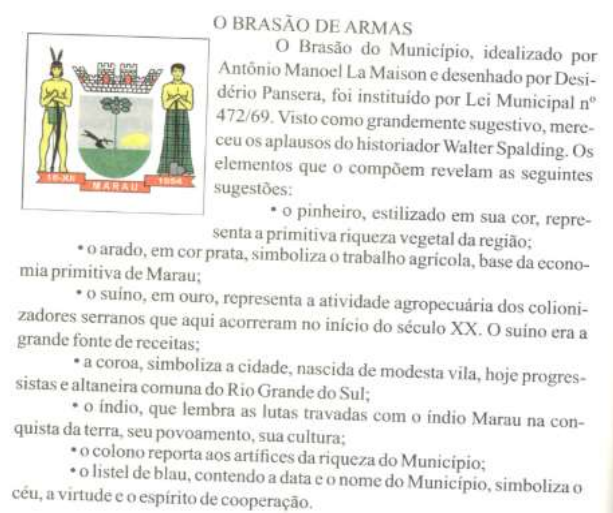 O BRASÃO DE ARMAS
O Brasão do Município, idealizado por
Antônio Manoel La Maison e desenhado por Desi-
dério Pansera, foi instituído por Lei Municipal nº
472/69. Visto como grandemente sugestivo, mere-
ceu os aplausos do historiador Walter Spalding. Os
elementos que o compõem revelam as seguintes
sugestões:
• o pinheiro, estilizado em sua cor, repre-
senta a primitiva riqueza vegetal da região;
• o arado, em cor prata, simboliza o trabalho agrícola, base da econo-
mia primitiva de Marau;
• o suíno, em ouro, representa a atividade agropecuária dos colioni-
zadores serranos que aqui acorreram no início do século XX. O suíno era a
grande fonte de receitas;
• a coroa, simboliza a cidade, nascida de modesta vila, hoje progres-
sistas e altaneira comuna do Rio Grande do Sul;
• o índio, que lembra as lutas travadas com o índio Marau na con-
quista da terra, seu povoamento, sua cultura;
• o colono reporta aos artífices da riqueza do Município;
• o listel de blau, contendo a data e o nome do Município, simboliza o
céu, a virtude e o espírito de cooperação.
18-XII MARAU 1954